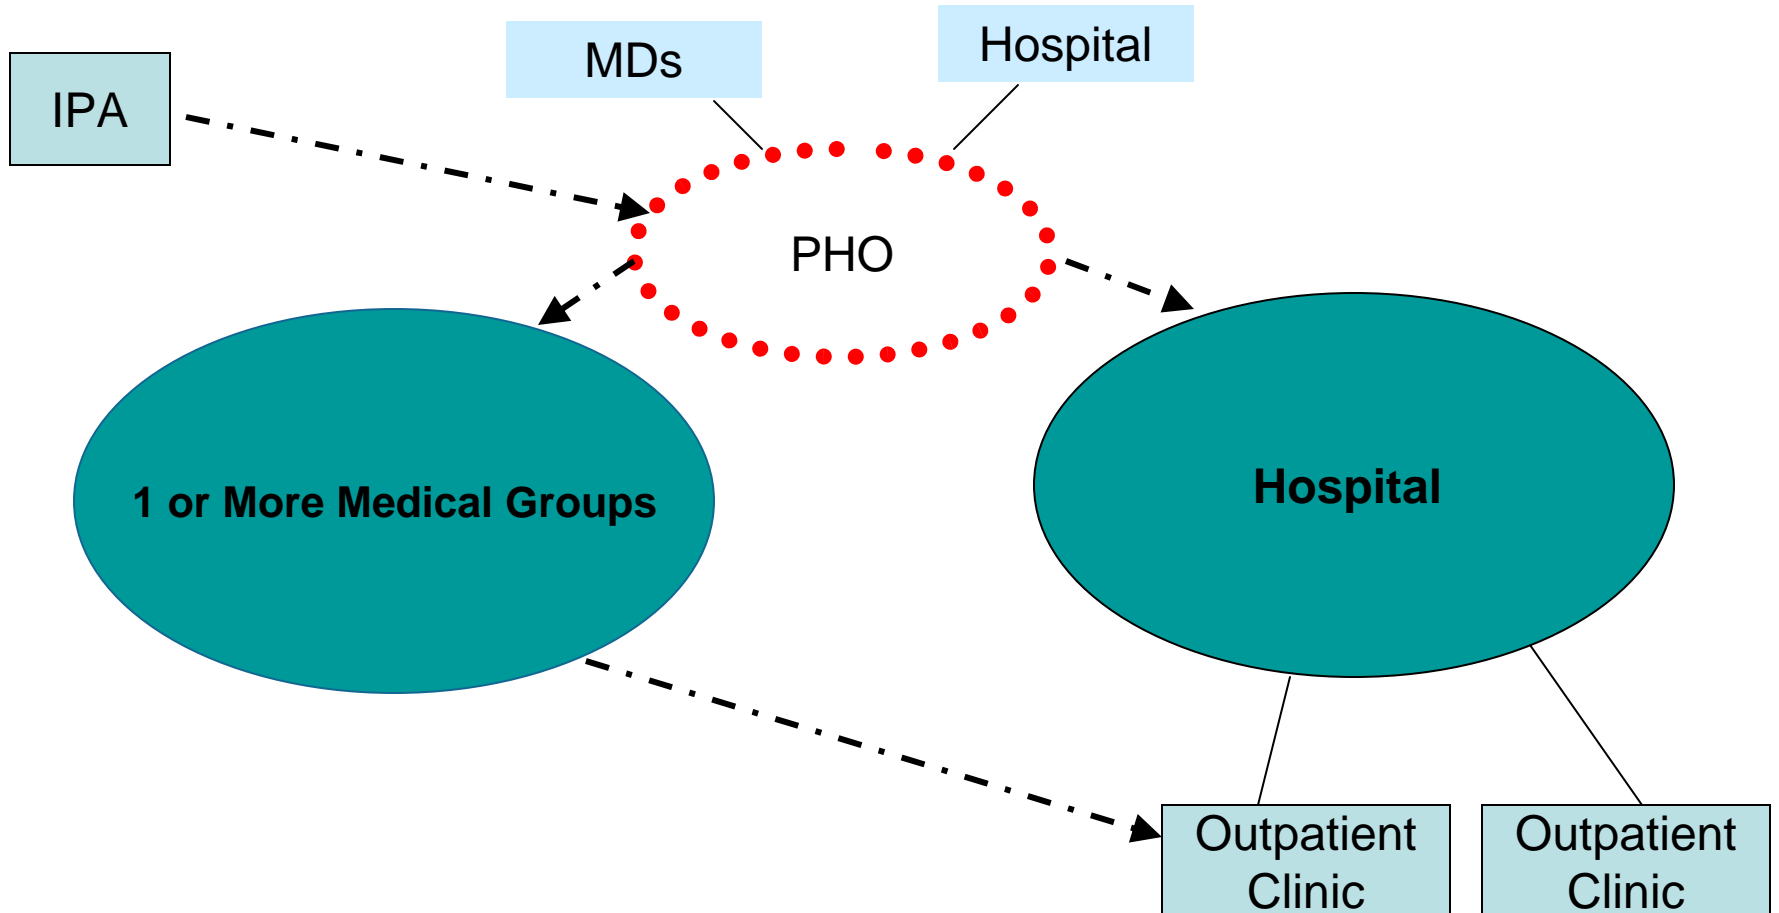 Hospital
MDs
IPA
PHO
1 or More Medical Groups
Hospital
Outpatient
Clinic
Outpatient
Clinic